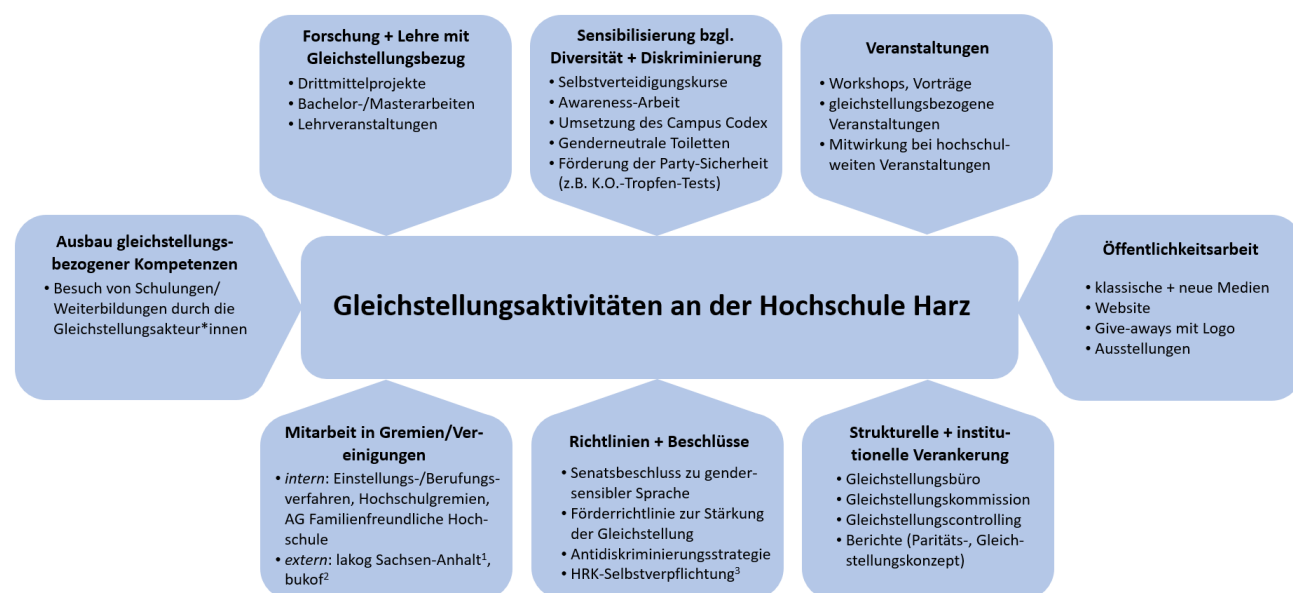 Forschung + Lehre mit
Gleichstellungsbezug
• Drittmittelprojekte
• Bachelor-/Masterarbeiten
• Lehrveranstaltungen
Sensibilisierung bzgl.
Diversität + Diskriminierung
• Selbstverteidigungskurse
• Awareness-Arbeit
• Umsetzung des Campus Codex
• Genderneutrale Toiletten
• Förderung der Party-Sicherheit
(z.B. K.O.-Tropfen-Tests)
Veranstaltungen
• Workshops, Vorträge
• gleichstellungsbezogene
Veranstaltungen
• Mitwirkung bei hochschul-
weiten Veranstaltungen
Ausbau gleichstellungs-
bezogener Kompetenzen
• Besuch von Schulungen/
Weiterbildungen durch die
Gleichstellungsakteur*innen
Gleichstellungsaktivitäten an der Hochschule Harz
Öffentlichkeitsarbeit
• klassische + neue Medien
• Website
• Give-aways mit Logo
• Ausstellungen
Mitarbeit in Gremien/Ver-
einigungen
• intern: Einstellungs-/Berufungs-
verfahren, Hochschulgremien,
AG Familienfreundliche Hoch-
schule
• extern: lakog Sachsen-Anhalt¹,
bukof²
Richtlinien + Beschlüsse
• Senatsbeschluss zu gender-
sensibler Sprache
• Förderrichtlinie zur Stärkung
der Gleichstellung
• Antidiskriminierungsstrategie
• HRK-Selbstverpflichtung³
Strukturelle + institu-
tionelle Verankerung
• Gleichstellungsbüro
• Gleichstellungskommission
• Gleichstellungscontrolling
• Berichte (Paritäts-, Gleich-
stellungskonzept)